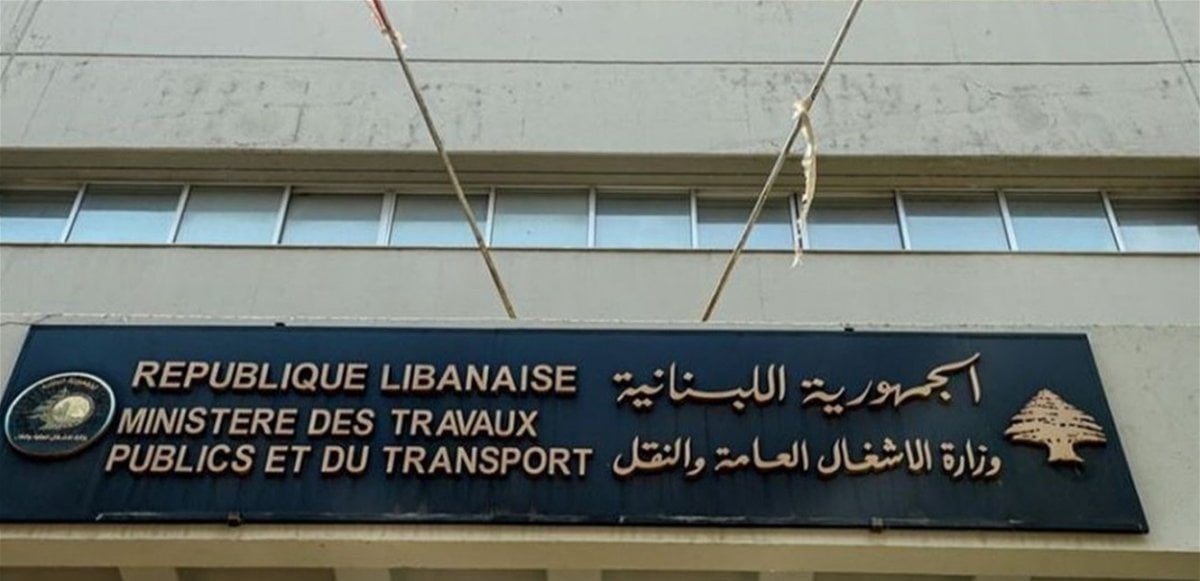 REPUBLIQUE LIBANAISE
MINISTERE DES TRAVAUX
PUBLICS ET DU TRANSPORT
الجمهورية اللبنانية
وزارة الاشغال العامة والنقل